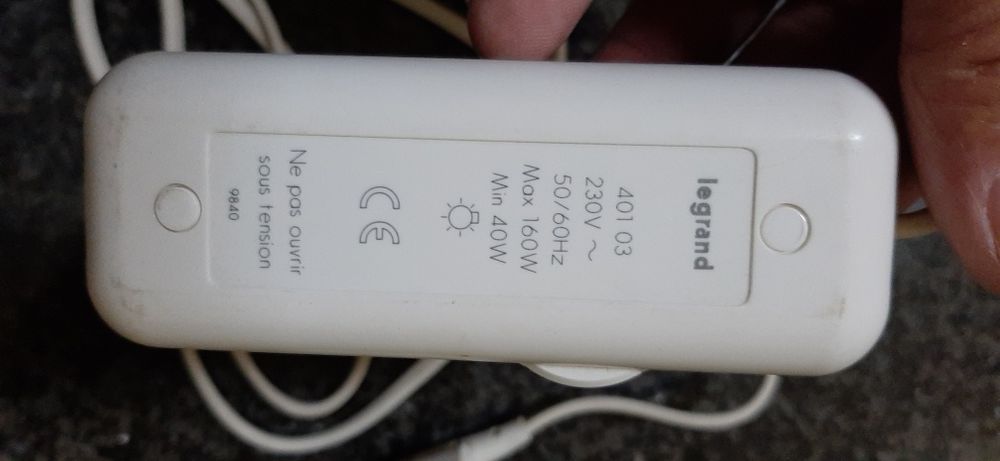 legrand
401 03
230V ~
50/60Hz
Max 160W
Min 40W
CE
Ne pas ouvrir
sous tension
9840